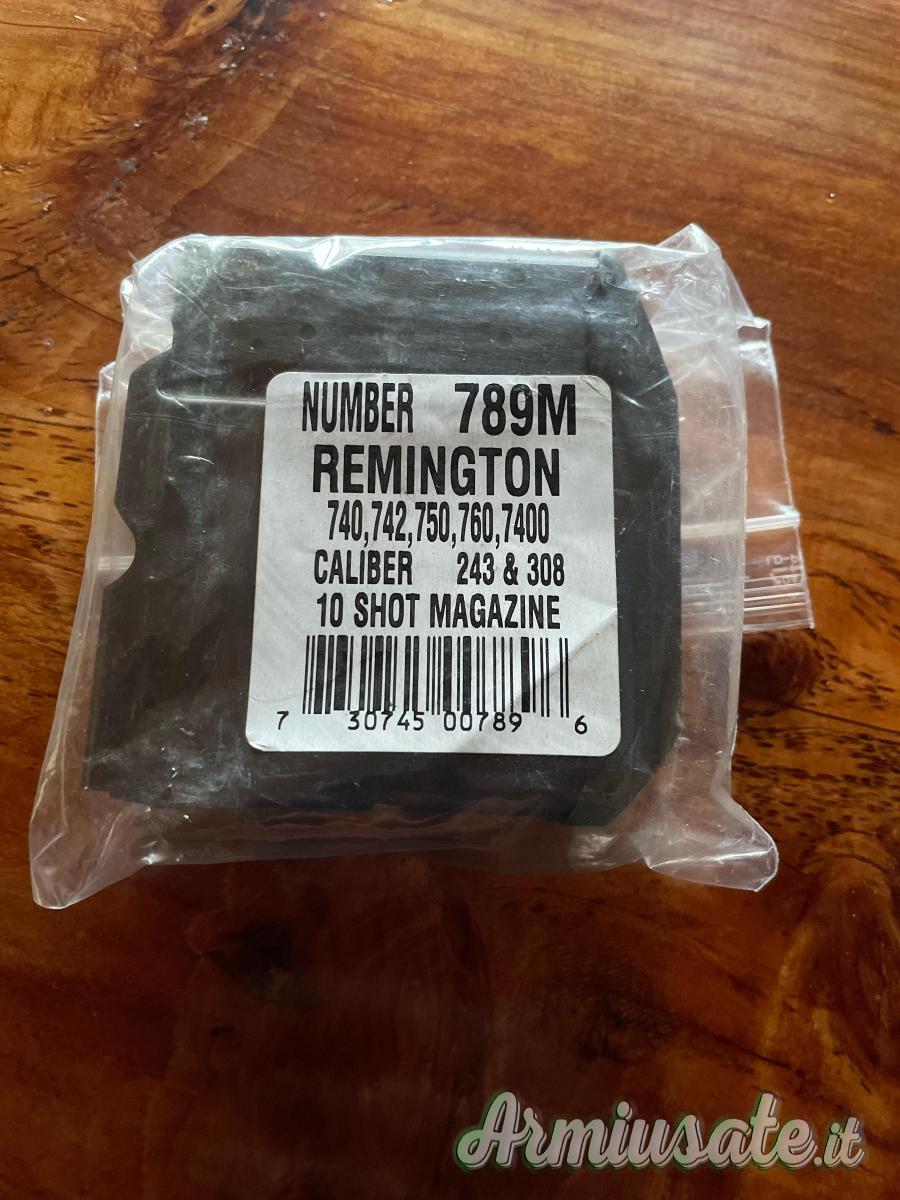 NUMBER 789M
REMINGTON
740,742,750,760,7400
CALIBER 243 & 308
10 SHOT MAGAZINE
7 30745 00789 6
Armiusate.it